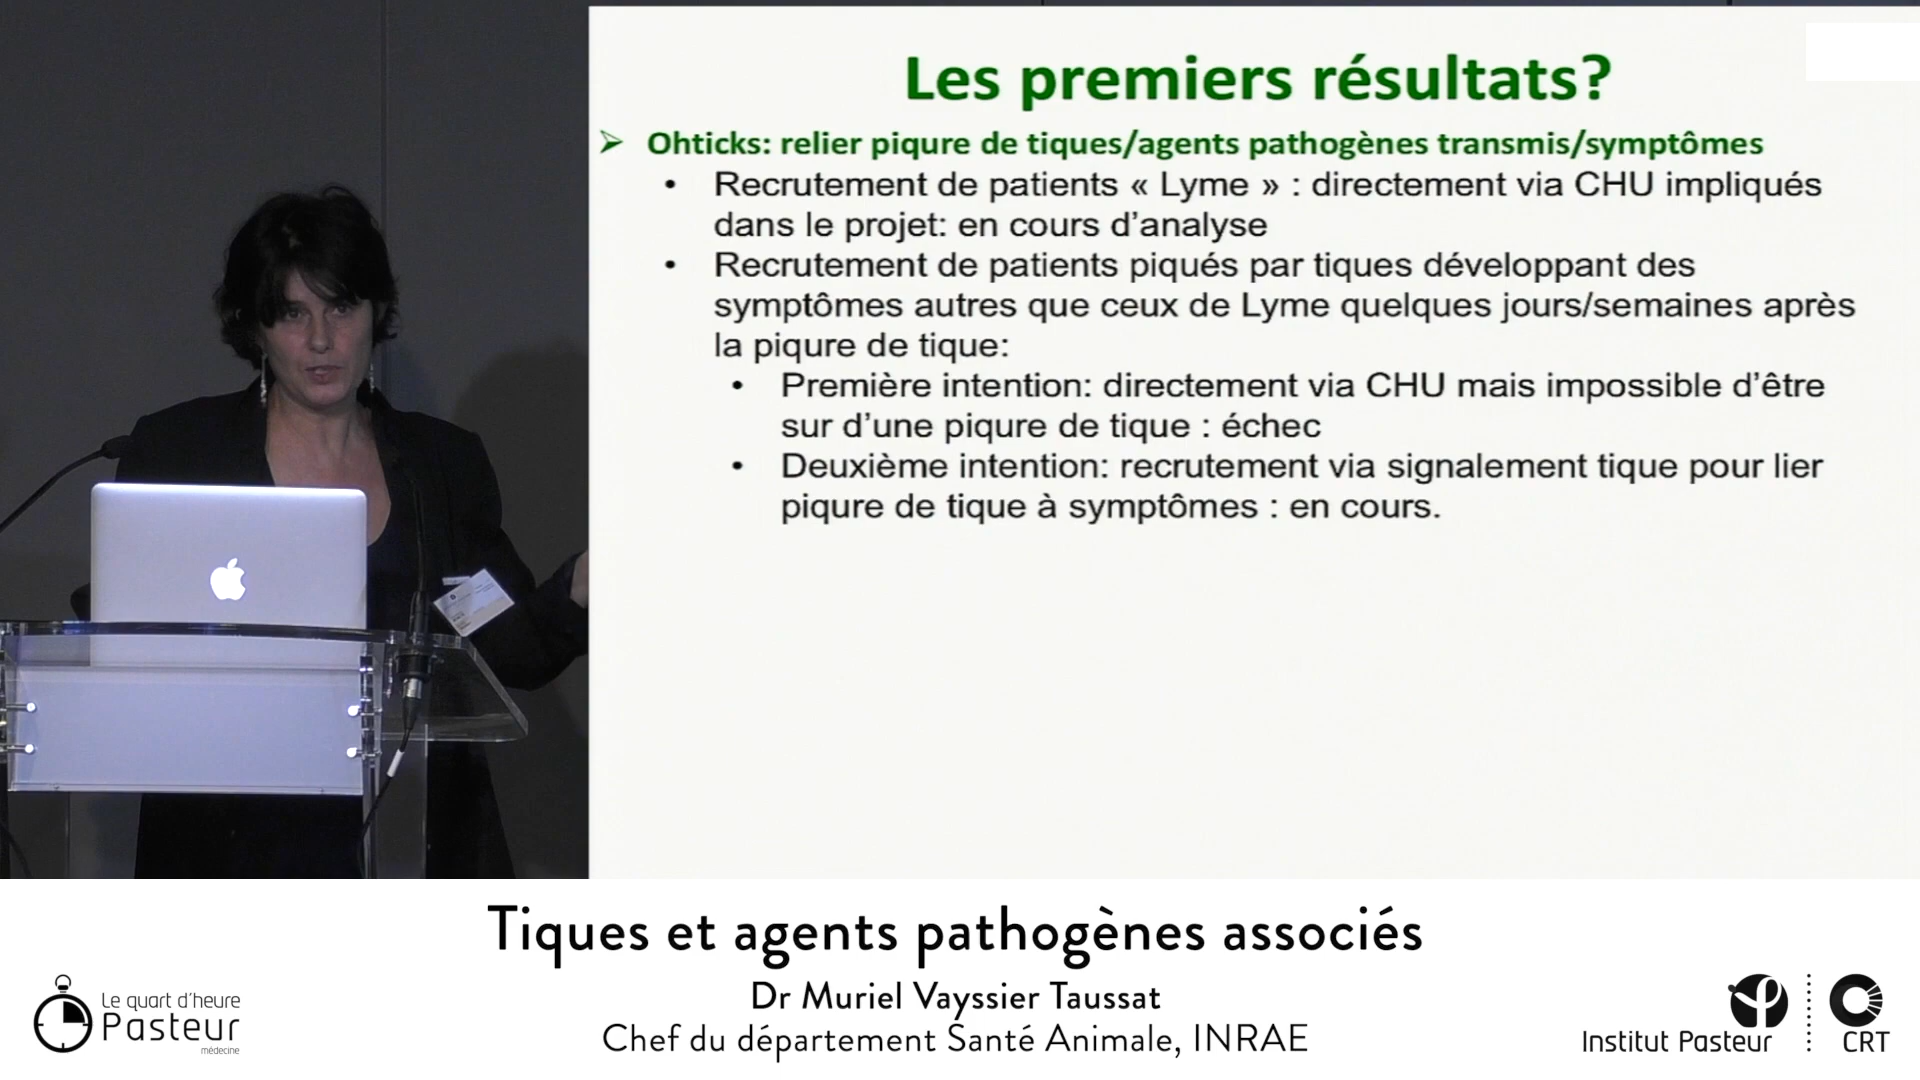 Les premiers résultats?
➢ Ohticks: relier piqure de tiques/agents pathogènes transmis/symptômes
• Recrutement de patients « Lyme » : directement via CHU impliqués
dans le projet: en cours d’analyse
• Recrutement de patients piqués par tiques développant des
symptômes autres que ceux de Lyme quelques jours/semaines après
la piqure de tique:
• Première intention: directement via CHU mais impossible d’être
sur d’une piqure de tique : échec
• Deuxième intention: recrutement via signalement tique pour lier
piqure de tique à symptômes : en cours.
Tiques et agents pathogènes associés
Dr Muriel Vayssier Taussat
Chef du département Santé Animale, INRAE
Le quart d’heure
Pasteur
médecine
Institut Pasteur
CRT